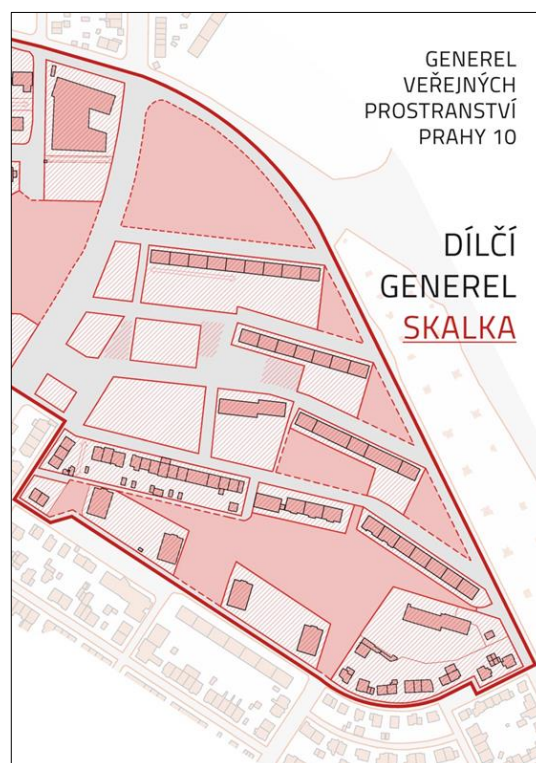 GENEREL
VEŘEJNÝCH
PROSTRANSTVÍ
PRAHY 10
DÍLČÍ
GENEREL
SKALKA